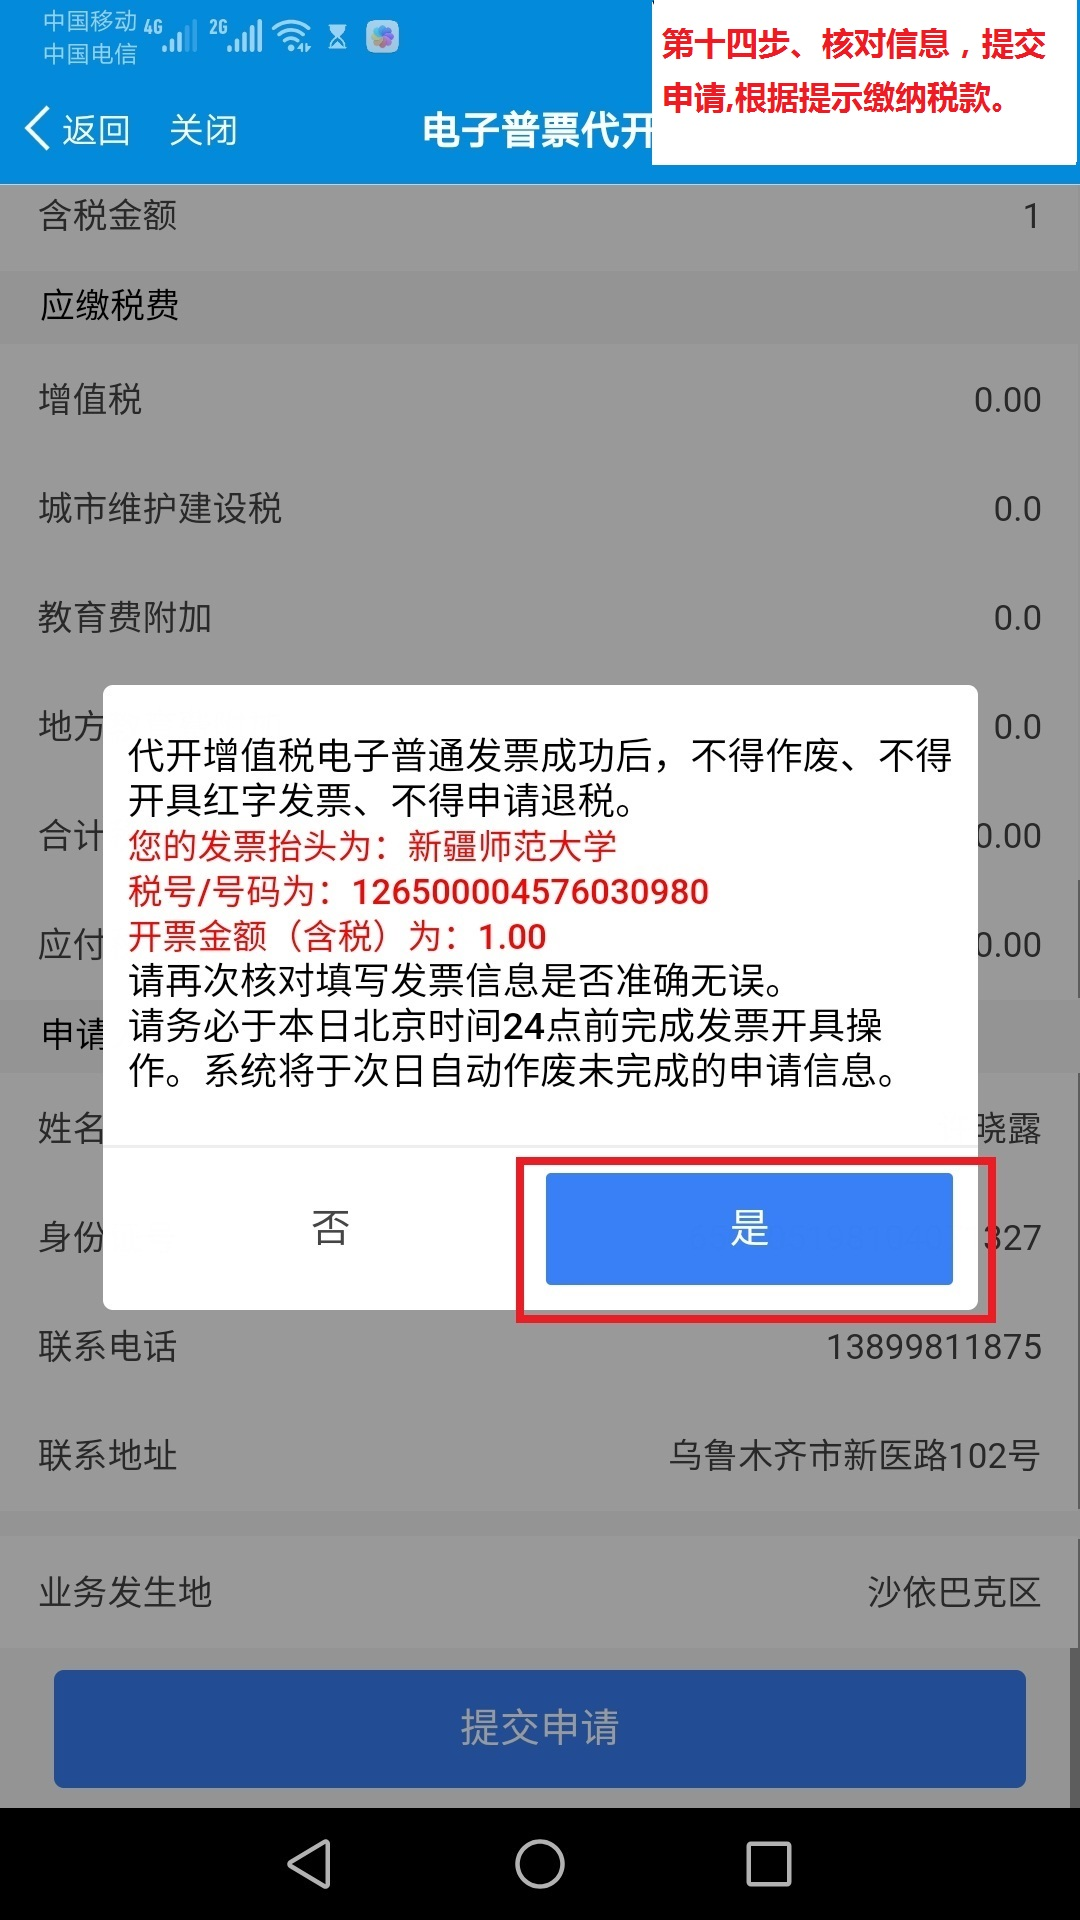 中国移动 4G 2G
中国电信
第十四步、核对信息，提交
申请,根据提示缴纳税款。
返回 关闭 电子普票代开
含税金额 1
应缴税费
增值税 0.00
城市维护建设税 0.0
教育费附加 0.0
地方 0.0
合计 0.00
应付 0.00
申请
代开增值税电子普通发票成功后，不得作废、不得
开具红字发票、不得申请退税。
您的发票抬头为：新疆师范大学
税号/号码为：126500004576030980
开票金额（含税）为：1.00
请再次核对填写发票信息是否准确无误。
请务必于本日北京时间24点前完成发票开具操
作。系统将于次日自动作废未完成的申请信息。
姓名 晓露
否 是
身份 327
联系电话 13899811875
联系地址 乌鲁木齐市新医路102号
业务发生地 沙依巴克区
提交申请